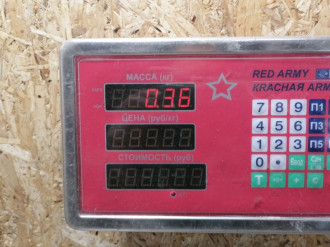 МАССА (кг)
0.36
ЦЕНА (руб/кг)
СТОИМОСТЬ (руб)
RED ARMY
КRАСНАЯ ARM
7 8 9 П1
4 5 6 П3
1 2 3 П5
0 • C
T +